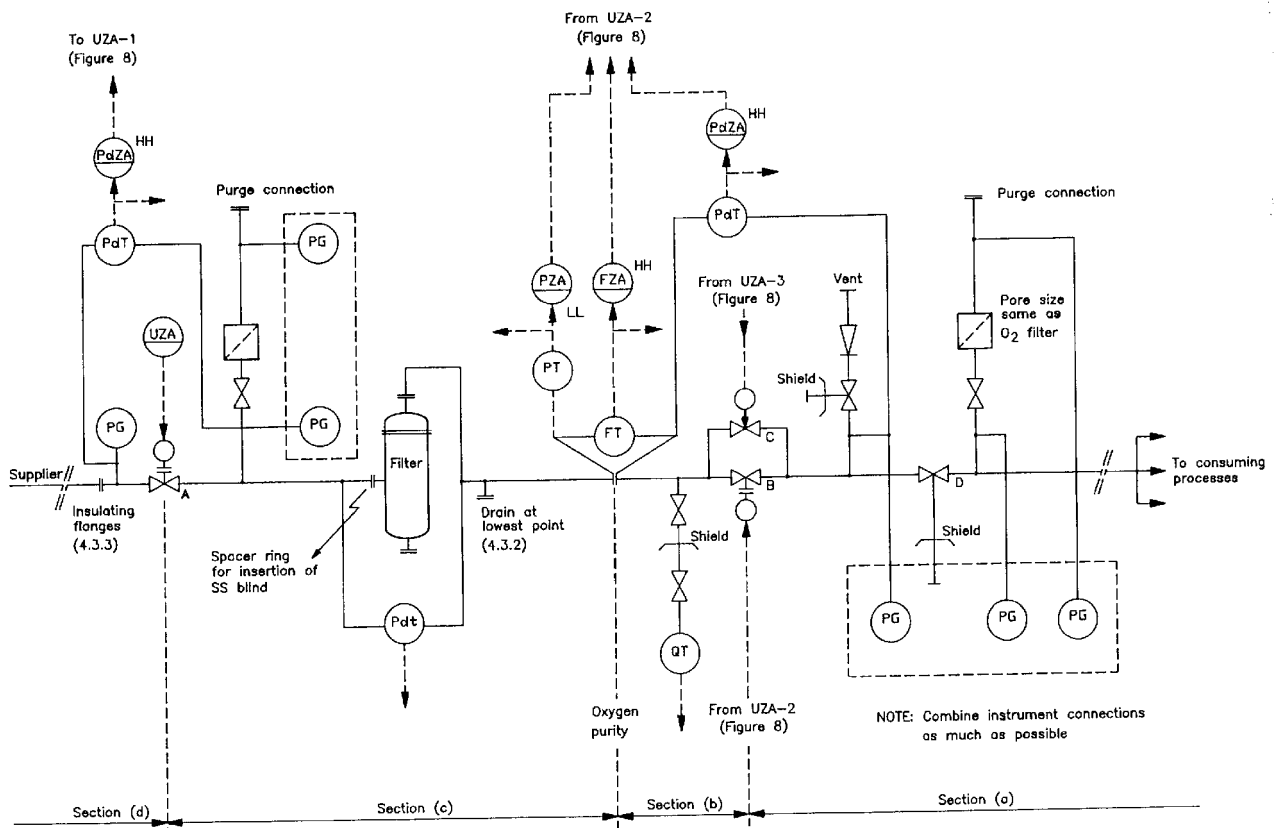 From UZA-2
(Figure 8)
To UZA-1
(Figure 8)
HH
PdZA
HH
PdZA
Purge connection
Purge connection
PdT
PG
PZA
LL
FZA
HH
PdT
From UZA-3
(Figure 8)
Vent
Pore size
same as
O2 filter
UZA
PT
Shield
PG
PG
FT
C
Filter
Supplier
A
B
D
To consuming
processes
Insulating
flanges
(4.3.3)
Drain at
lowest point
(4.3.2)
Shield
Shield
Spacer ring
for insertion of
SS blind
Pdt
QT
PG
PG
PG
Oxygen
purity
From UZA-2
(Figure 8)
NOTE: Combine instrument connections
as much as possible
Section (d)
Section (c)
Section (b)
Section (a)